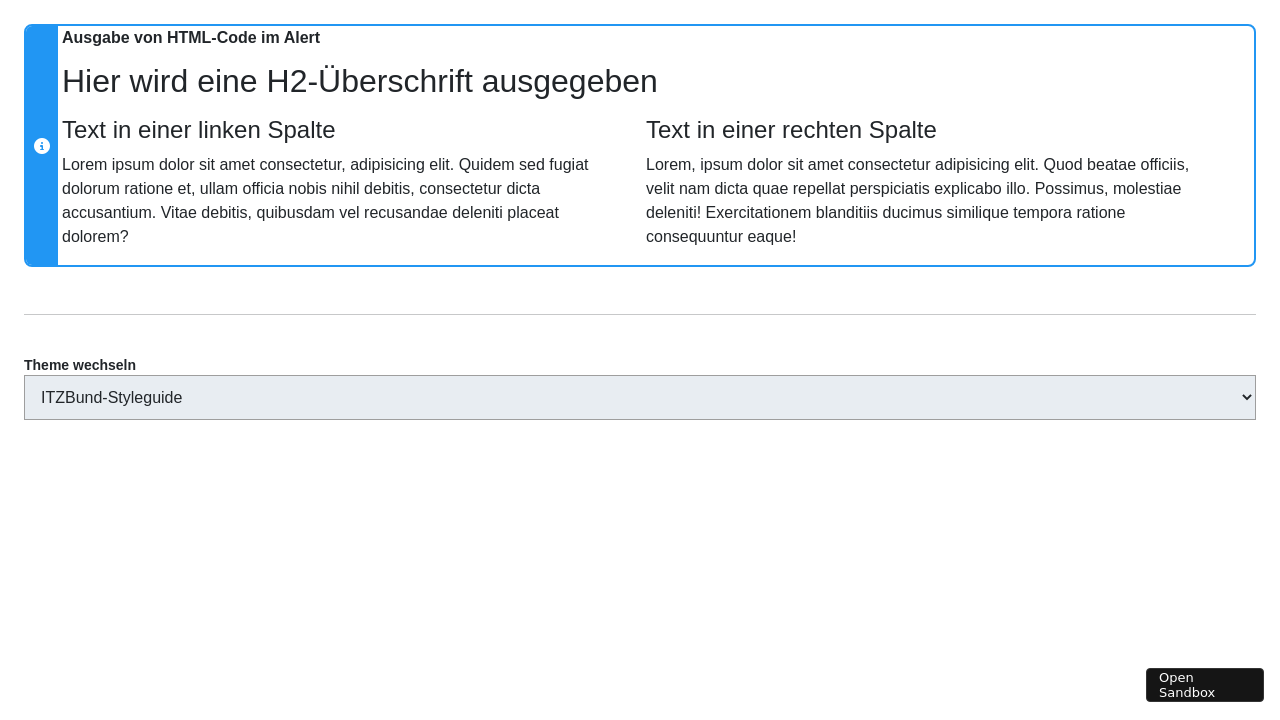 Ausgabe von HTML-Code im Alert
Hier wird eine H2-Überschrift ausgegeben
Text in einer linken Spalte
Lorem ipsum dolor sit amet consectetur, adipisicing elit. Quidem sed fugiat
dolorum ratione et, ullam officia nobis nihil debitis, consectetur dicta
accusantium. Vitae debitis, quibusdam vel recusandae deleniti placeat
dolorem?
Text in einer rechten Spalte
Lorem, ipsum dolor sit amet consectetur adipisicing elit. Quod beatae officiis,
velit nam dicta quae repellat perspiciatis explicabo illo. Possimus, molestiae
deleniti! Exercitationem blanditiis ducimus similique tempora ratione
consequuntur eaque!
Theme wechseln
ITZBund-Styleguide
Open
Sandbox